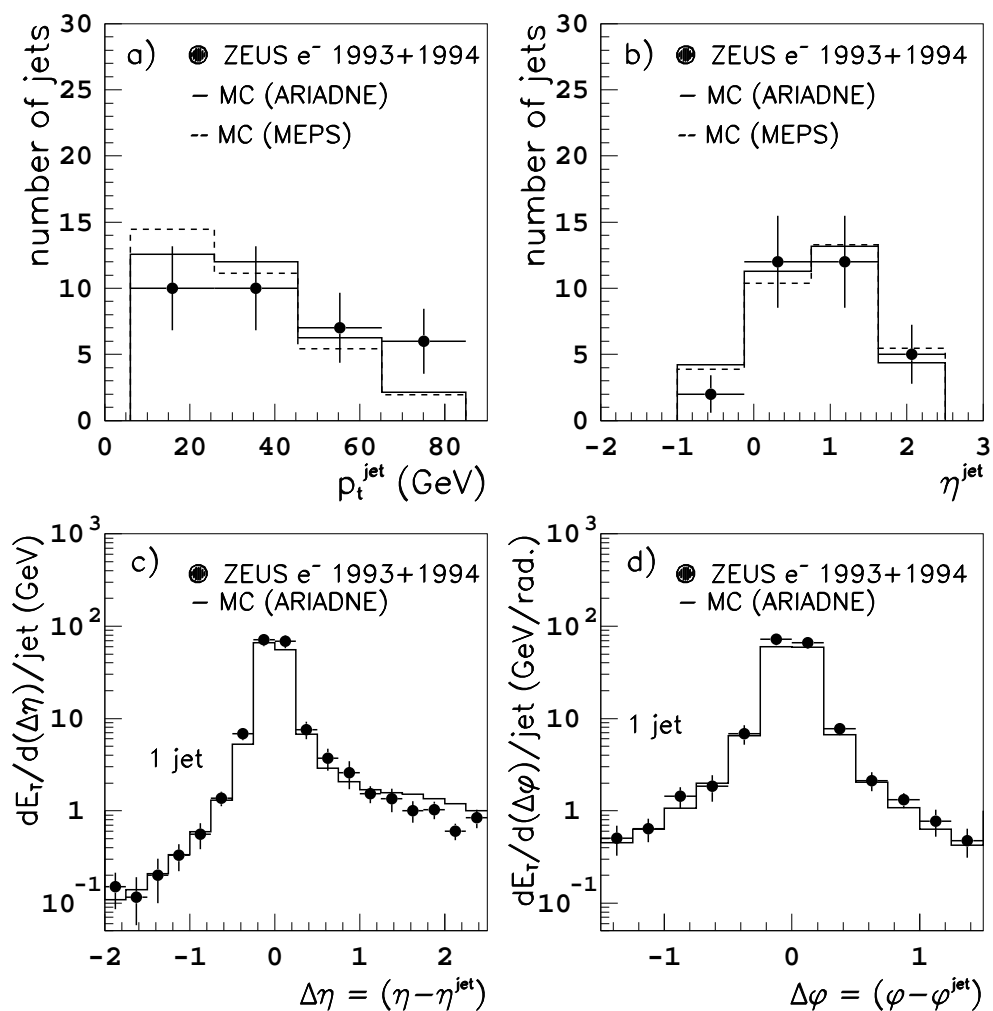 number of jets
30
25
20
15
10
5
0
a)
ZEUS e⁻ 1993+1994
MC (ARIADNE)
MC (MEPS)
0 20 40 60 80
pₜ^jet (GeV)
number of jets
30
25
20
15
10
5
0
b)
ZEUS e⁻ 1993+1994
MC (ARIADNE)
MC (MEPS)
-2 -1 0 1 2 3
η^jet
dE_T/d(Δη)/jet (GeV)
10³
10²
10
1
10⁻¹
c)
ZEUS e⁻ 1993+1994
MC (ARIADNE)
1 jet
-2 -1 0 1 2
Δη = (η−η^jet)
dE_T/d(Δφ)/jet (GeV/rad.)
10³
10²
10
1
10⁻¹
d)
ZEUS e⁻ 1993+1994
MC (ARIADNE)
1 jet
-1 0 1
Δφ = (φ−φ^jet)